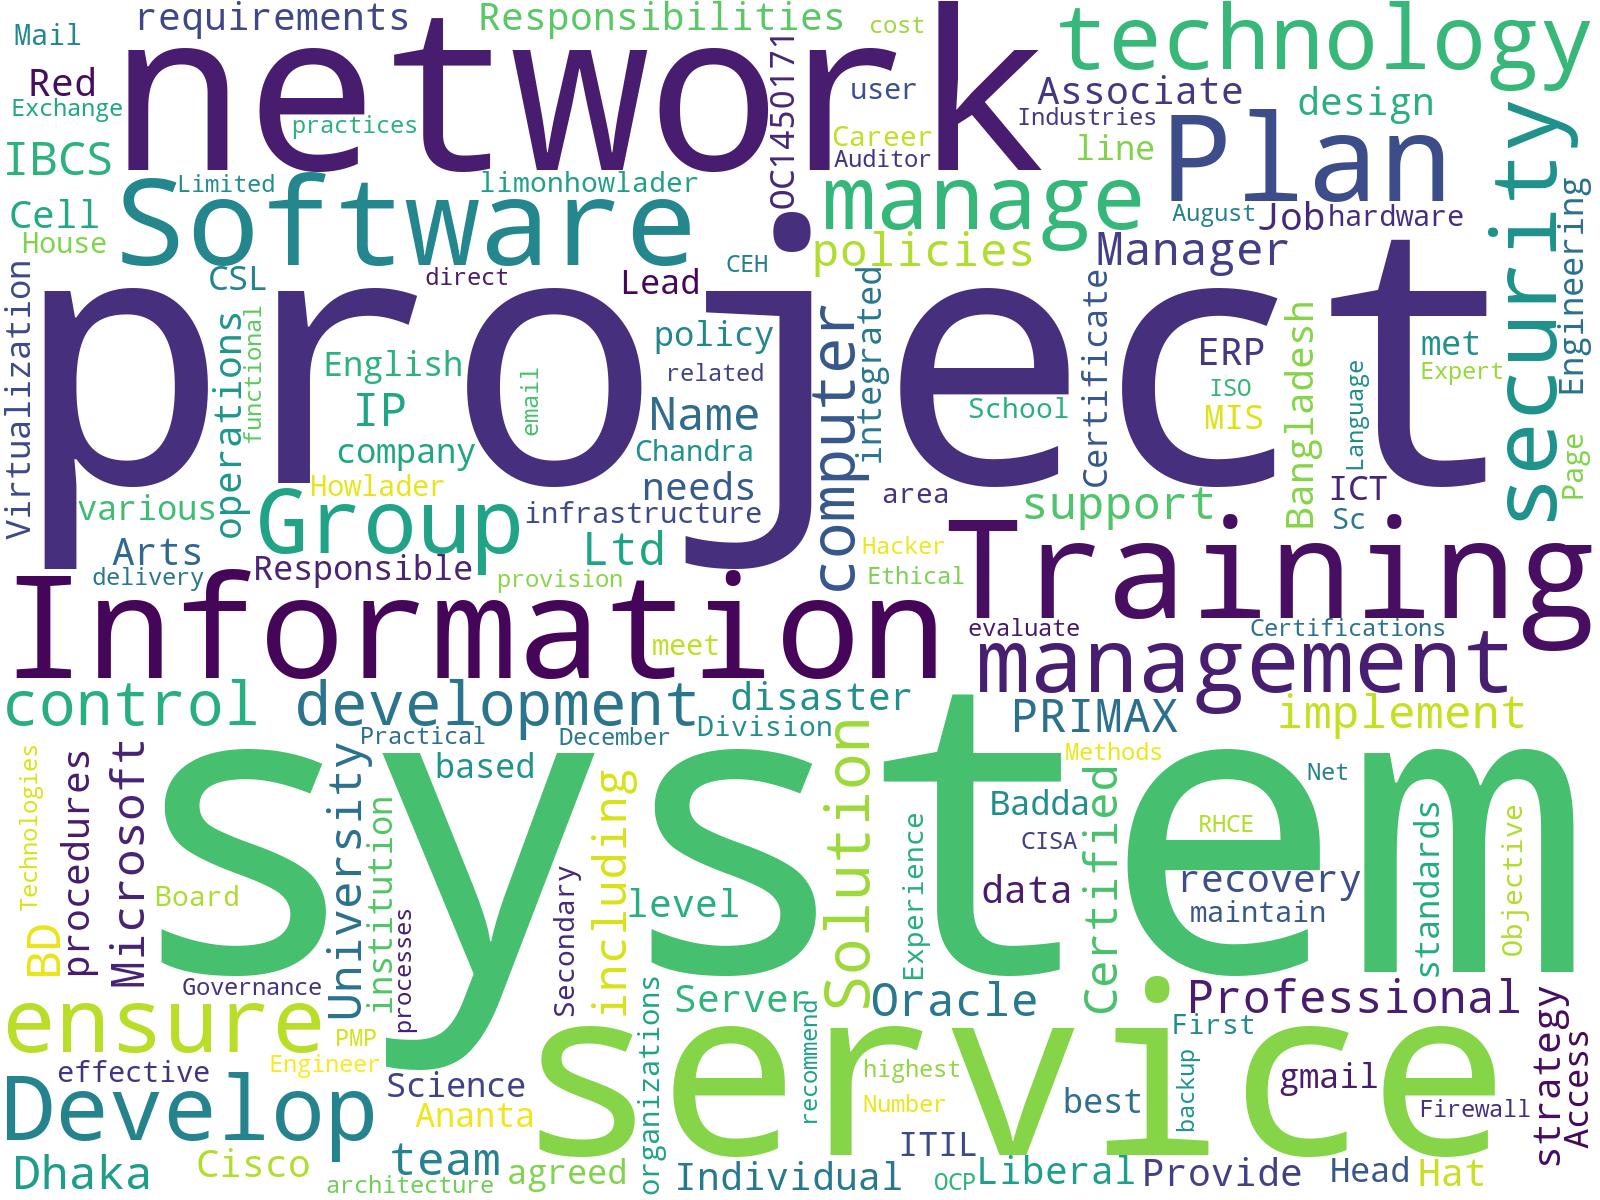 Mail
requirements
Responsibilities
cost
technology
network
Red
Exchange
practices
OC1450171
user
Associate
Industries
design
Career
Auditor
line
Plan
security
IBCS
Limited
limonhowlader
Software
manage
August
Job
hardware
Engineering
Cell
House
policies
Manager
CSL
direct
Lead
CEH
project
Virtualization
operations
functional
English
email
policy
related
computer
integrated
Certificate
ERP
ISO
MIS
Bangladesh
Language
met
Expert
IP
Name
School
company
Chandra
Page
Howlader
needs
area
ICT
various
Group
infrastructure
support
Sc
Arts
Ltd
Hacker
Training
delivery
Responsible
provision
Ethical
Information
evaluate
Certifications
meet
management
control
development
disaster
Division
PRIMAX
implement
Practical
December
Methods
Technologies
procedures
Microsoft
system
University
institution
based
including
Solution
Certified
Net
Badda
RHCE
CISA
standards
Objective
Board
Secondary
level
Experience
data
recovery
maintain
BD
processes
Governance
organizations
Server
Oracle
Professional
ensure
PMP
Engineer
recommend
service
First
strategy
Access
effective
Develop
Science
highest
backup
gmail
Ananta
Number
best
Firewall
Dhaka
Cisco
team
ITIL
architecture
agreed
Individual
OCP
Liberal
Provide
Head
Hat